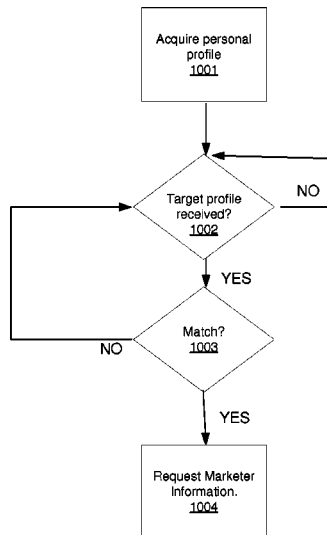 Acquire personal
profile
1001
Target profile
received?
1002
NO
YES
Match?
1003
NO
YES
Request Marketer
Information.
1004